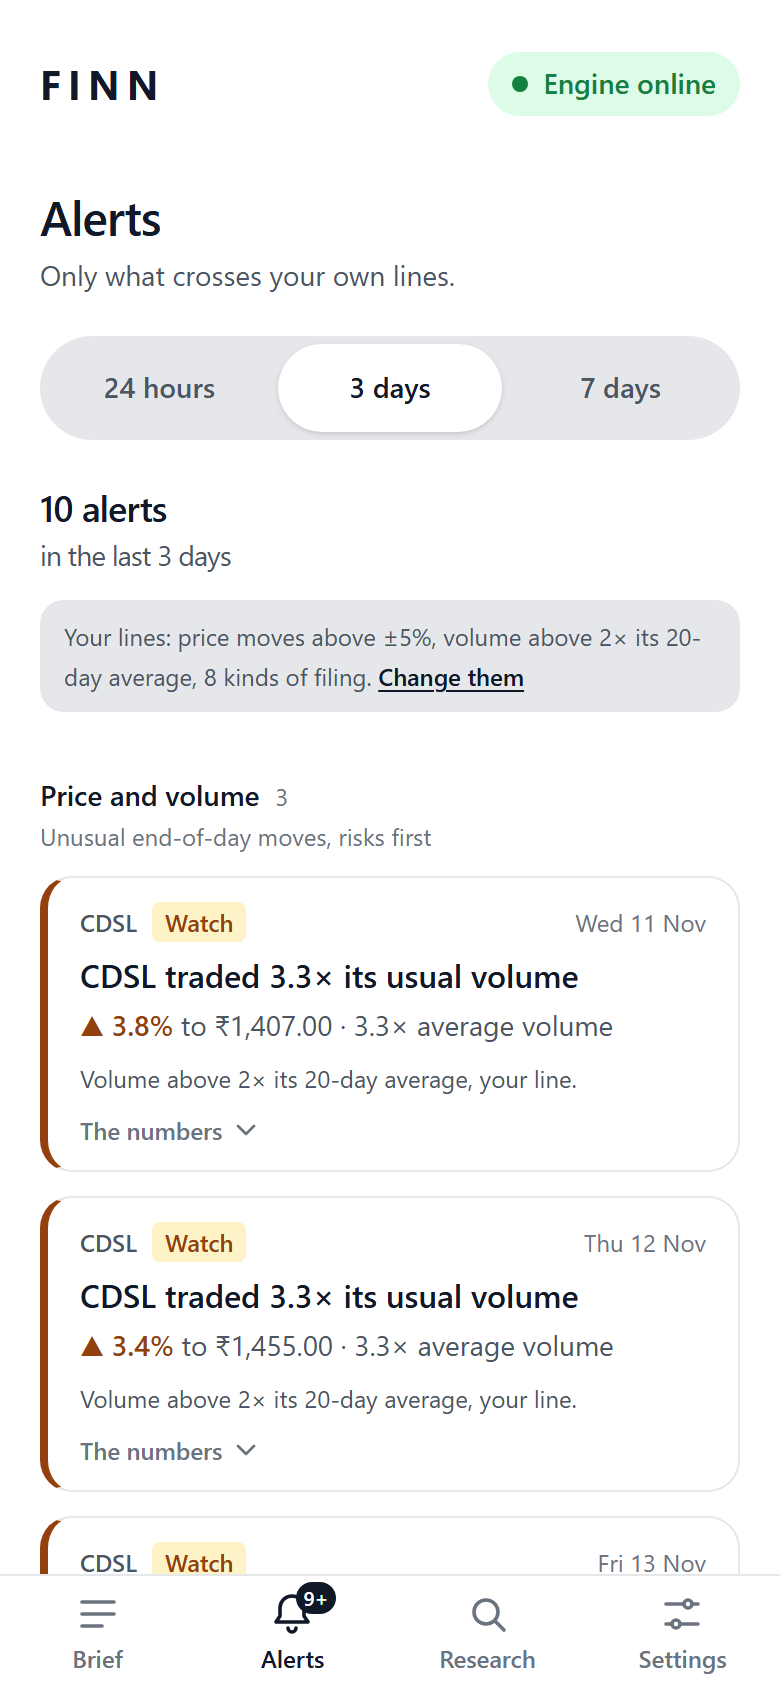 FINN
Engine online
Alerts
Only what crosses your own lines.
24 hours
3 days
7 days
10 alerts
in the last 3 days
Your lines: price moves above ±5%, volume above 2× its 20-
day average, 8 kinds of filing. Change them
Price and volume 3
Unusual end-of-day moves, risks first
CDSL Watch Wed 11 Nov
CDSL traded 3.3× its usual volume
▲ 3.8% to ₹1,407.00 · 3.3× average volume
Volume above 2× its 20-day average, your line.
The numbers
CDSL Watch Thu 12 Nov
CDSL traded 3.3× its usual volume
▲ 3.4% to ₹1,455.00 · 3.3× average volume
Volume above 2× its 20-day average, your line.
The numbers
CDSL Watch Fri 13 Nov
9+
Brief
Alerts
Research
Settings